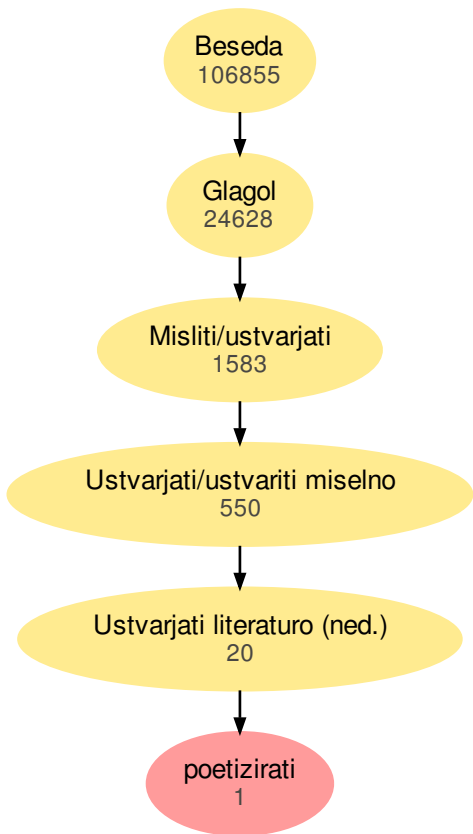 Beseda
106855
Glagol
24628
Misliti/ustvarjati
1583
Ustvarjati/ustvariti miselno
550
Ustvarjati literaturo (ned.)
20
poetizirati
1